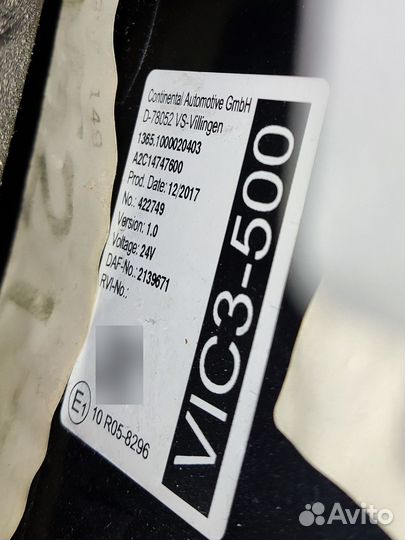 Continental Automotive GmbH
D-78052 VS-Villingen
1365.1000020403
A2C14747600
Prod. Date: 12/2017
No.: 422749
Version: 1.0
Voltage: 24V
DAF-No.: 2139671
RVI-No.:
E1
10 R05-8296
VIC3-500
Avito